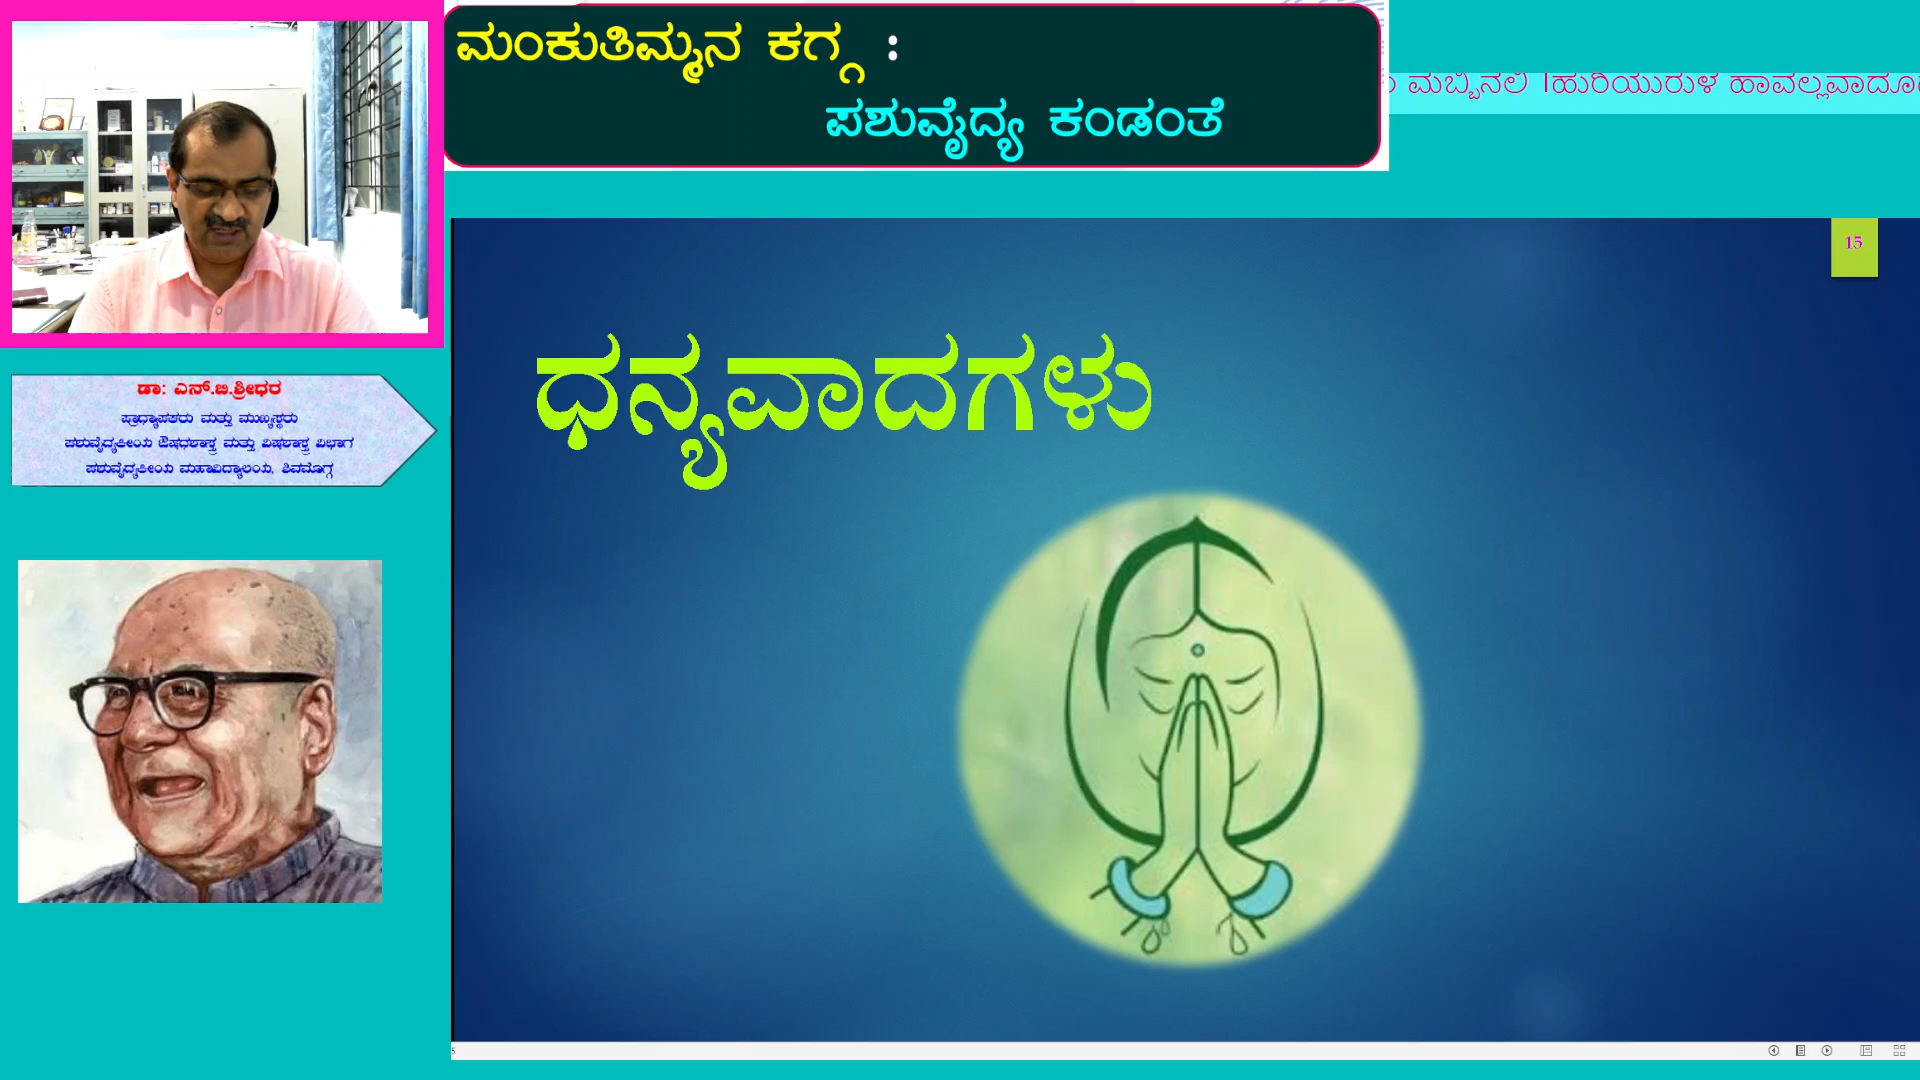 ಮಂಕುತಿಮ್ಮನ ಕಗ್ಗ :
ಪಶುವೈದ್ಯ ಕಂಡಂತೆ
ಮಬ್ಬಿನಲಿ |ಹುರಿಯುರುಳ ಹಾವಲ್ಲವಾದೊ
15
ಧನ್ಯವಾದಗಳು
ಡಾ: ಎನ್.ಬಿ.ಶ್ರೀಧರ
ಪ್ರಾಧ್ಯಾಪಕರು ಮತ್ತು ಮುಖ್ಯಸ್ಥರು
ಪಶುವೈದ್ಯಕೀಯ ಔಷಧಶಾಸ್ತ್ರ ಮತ್ತು ವಿಷಶಾಸ್ತ್ರ ವಿಭಾಗ
ಪಶುವೈದ್ಯಕೀಯ ಮಹಾವಿದ್ಯಾಲಯ, ಶಿವಮೊಗ್ಗ